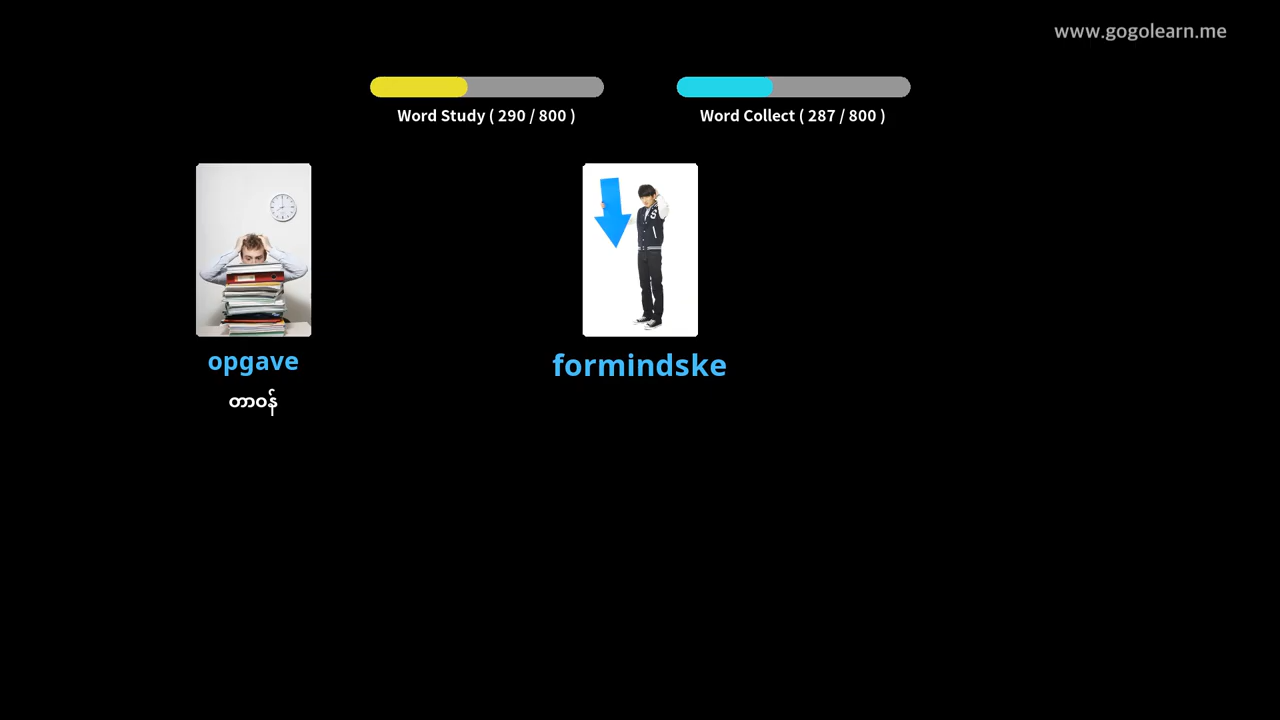 www.gogolearn.me
Word Study ( 290 / 800 )
Word Collect ( 287 / 800 )
opgave
တာဝန်
formindske